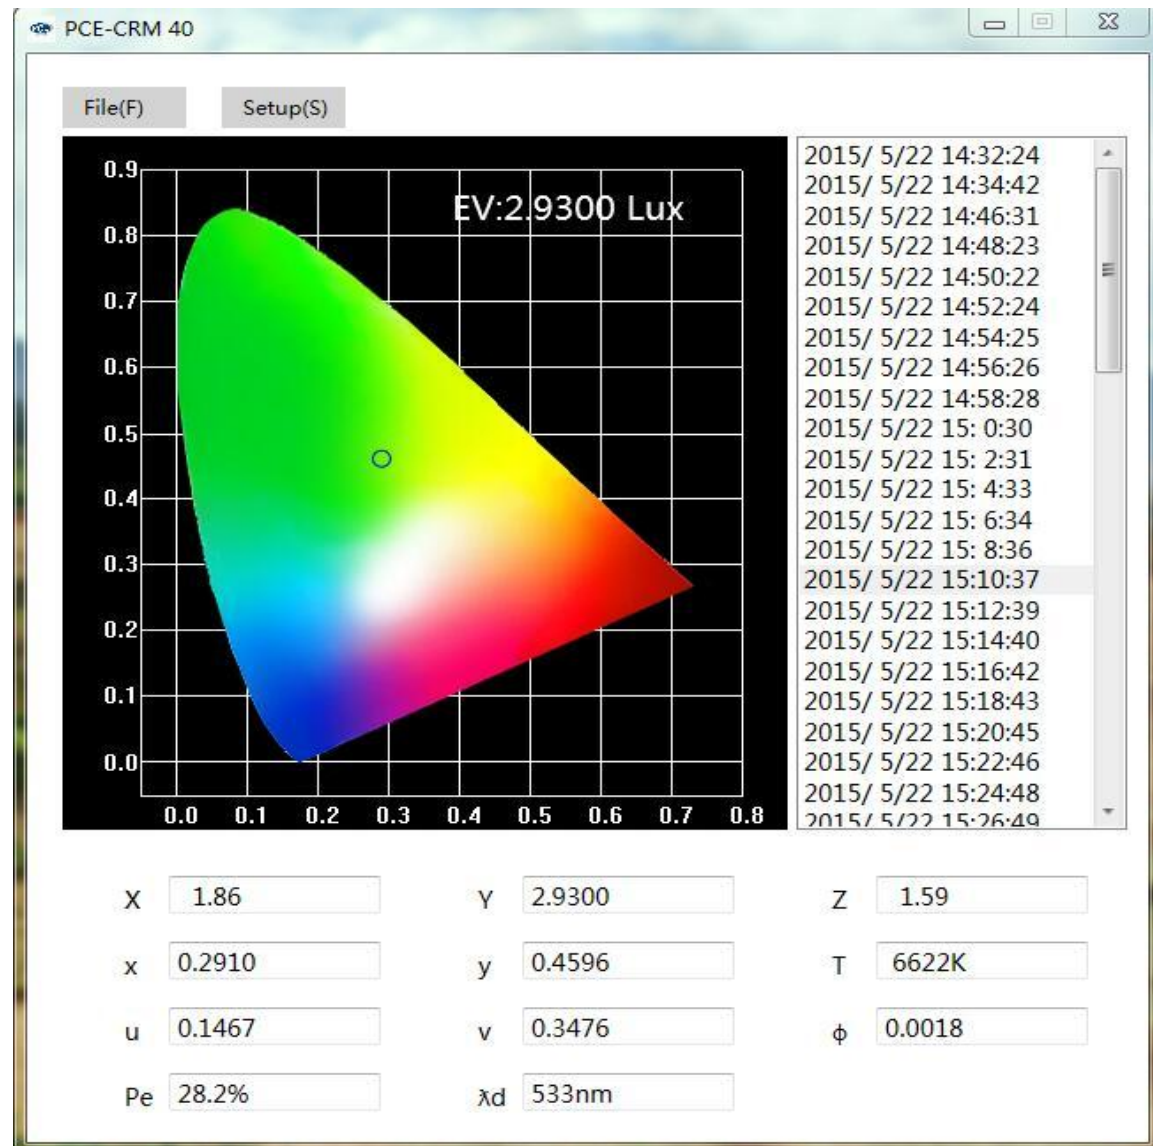 PCE-CRM 40
File(F) Setup(S)
EV:2.9300 Lux
0.9
0.8
0.7
0.6
0.5
0.4
0.3
0.2
0.1
0.0
0.0 0.1 0.2 0.3 0.4 0.5 0.6 0.7 0.8
2015/ 5/22 14:32:24
2015/ 5/22 14:34:42
2015/ 5/22 14:46:31
2015/ 5/22 14:48:23
2015/ 5/22 14:50:22
2015/ 5/22 14:52:24
2015/ 5/22 14:54:25
2015/ 5/22 14:56:26
2015/ 5/22 14:58:28
2015/ 5/22 15: 0:30
2015/ 5/22 15: 2:31
2015/ 5/22 15: 4:33
2015/ 5/22 15: 6:34
2015/ 5/22 15: 8:36
2015/ 5/22 15:10:37
2015/ 5/22 15:12:39
2015/ 5/22 15:14:40
2015/ 5/22 15:16:42
2015/ 5/22 15:18:43
2015/ 5/22 15:20:45
2015/ 5/22 15:22:46
2015/ 5/22 15:24:48
2015/ 5/22 15:26:49
X 1.86 Y 2.9300 Z 1.59
x 0.2910 y 0.4596 T 6622K
u 0.1467 v 0.3476 ϕ 0.0018
Pe 28.2% λd 533nm